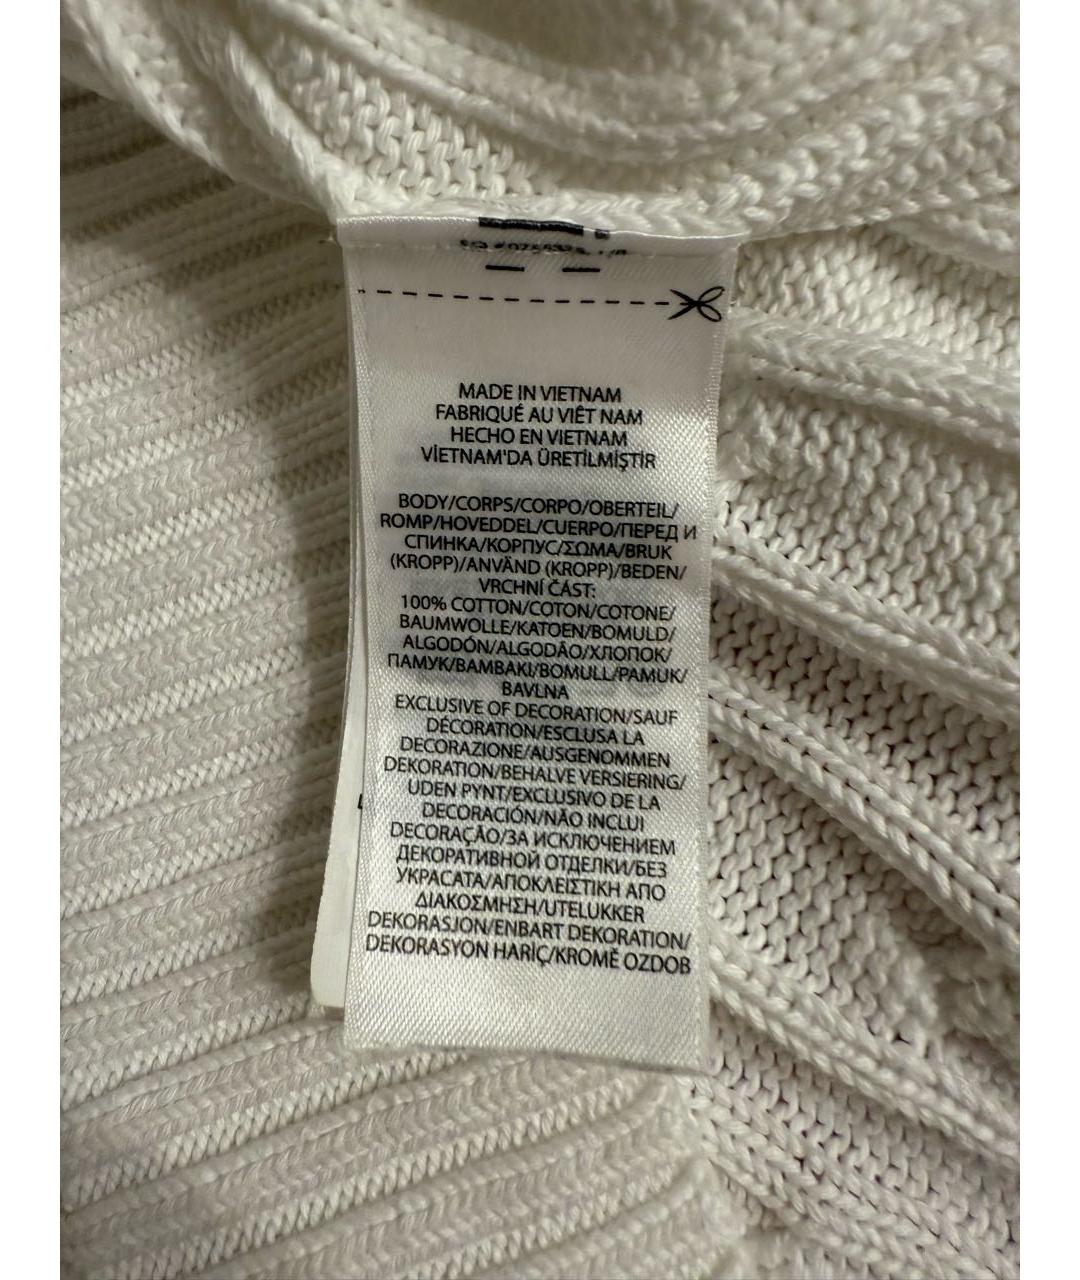 MADE IN VIETNAM
FABRIQUÉ AU VIÊT NAM
HECHO EN VIETNAM
VİETNAM'DA ÜRETİLMİŞTİR
BODY/CORPS/CORPO/OBERTEIL/
ROMP/HOVEDDEL/CUERPO/ПЕРЕД И
СПИНКА/КОРПУС/ΣΩΜΑ/BRUK
(KROPP)/ANVÄND (KROPP)/BEDEN/
VRCHNÍ ČÁST:
100% COTTON/COTON/COTONE/
BAUMWOLLE/KATOEN/BOMULD/
ALGODÓN/ALGODÃO/ХЛОПОК/
ПАМУК/BAMBAKI/BOMULL/PAMUK/
BAVLNA
EXCLUSIVE OF DECORATION/SAUF
DÉCORATION/ESCLUSA LA
DECORAZIONE/AUSGENOMMEN
DEKORATION/BEHALVE VERSIERING/
UDEN PYNT/EXCLUSIVO DE LA
DECORACIÓN/NÃO INCLUI
DECORAÇÃO/ЗА ИСКЛЮЧЕНИЕМ
ДЕКОРАТИВНОЙ ОТДЕЛКИ/БЕЗ
УКРАСАТА/ΑΠΟΚΛΕΙΣΤΙΚΗ ΑΠΟ
ΔΙΑΚΟΣΜΗΣΗ/UTELUKKER
DEKORASJON/ENBART DEKORATION/
DEKORASYON HARİÇ/KROMĚ OZDOB